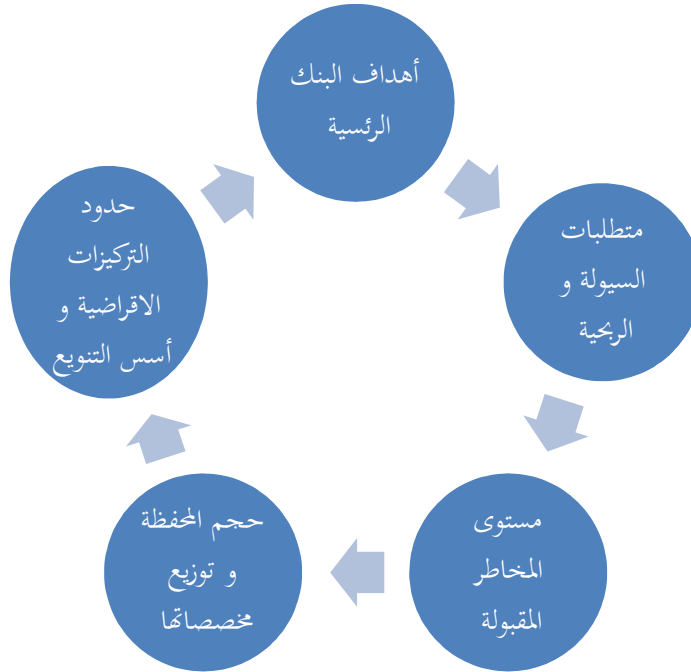 أهداف البنك
الرئسية
متطلبات
السيولة و
الربحية
مستوى
المخاطر
المقبولة
حجم المحفظة
و توزيع
مخصصاتها
حدود
التركيزات
الاقراضية و
أسس التنويع